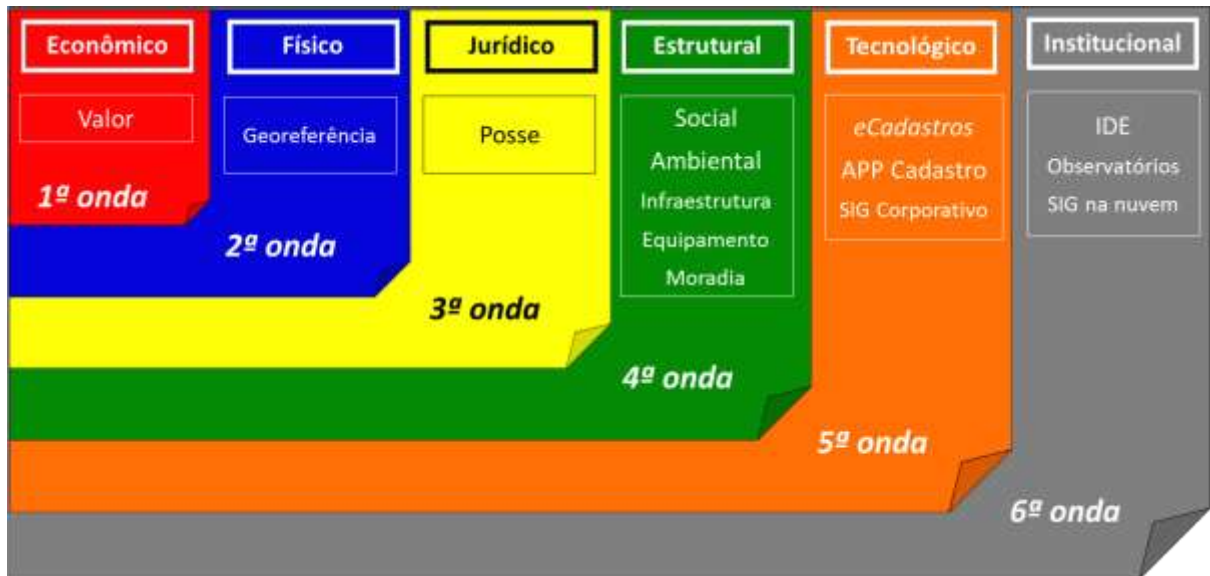 Econômico
Valor
1ª onda
Físico
Georeferência
2ª onda
Jurídico
Posse
3ª onda
Estrutural
Social
Ambiental
Infraestrutura
Equipamento
Moradia
4ª onda
Tecnológico
eCadastros
APP Cadastro
SIG Corporativo
5ª onda
Institucional
IDE
Observatórios
SIG na nuvem
6ª onda